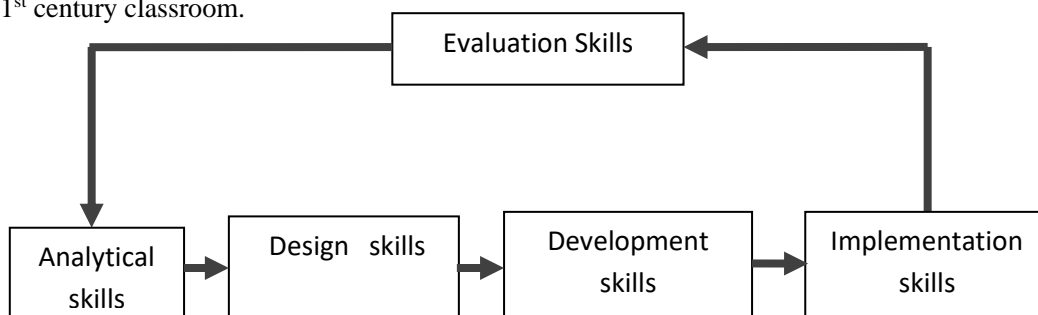 1st century classroom.
Evaluation Skills
Analytical
skills
Design skills
Development
skills
Implementation
skills